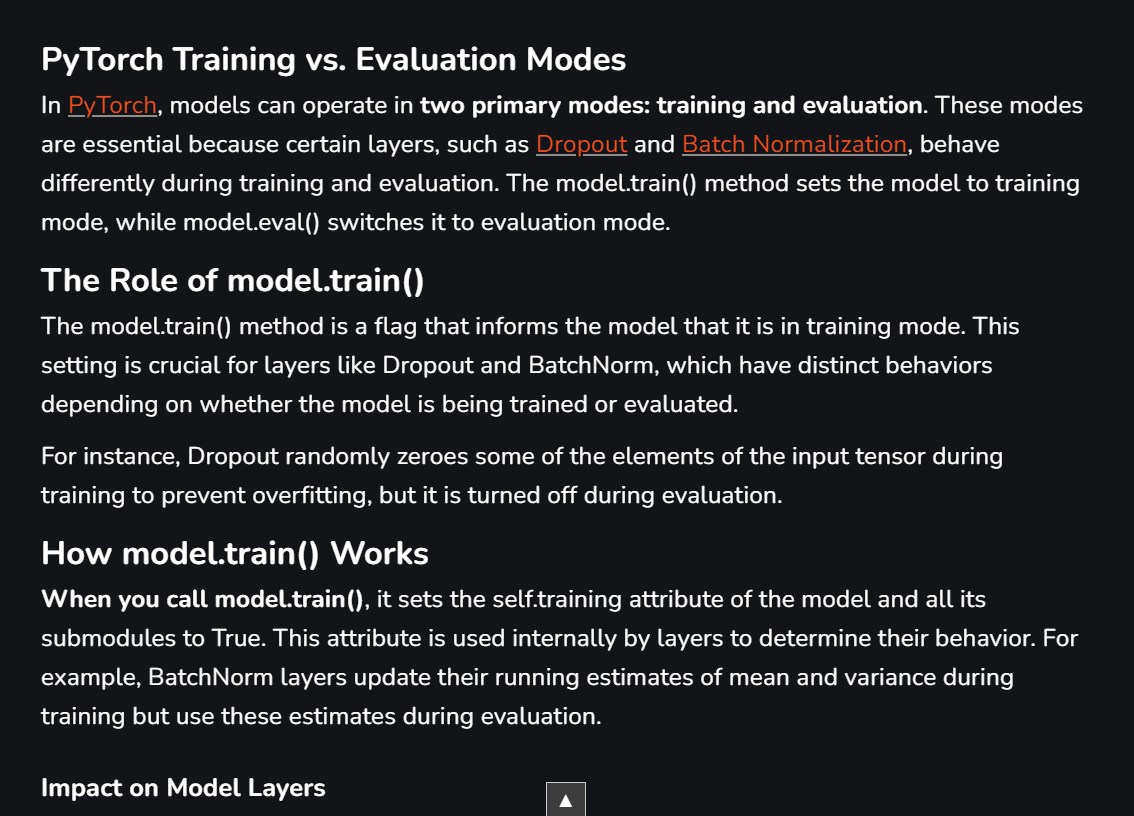 PyTorch Training vs. Evaluation Modes
In PyTorch, models can operate in two primary modes: training and evaluation. These modes
are essential because certain layers, such as Dropout and Batch Normalization, behave
differently during training and evaluation. The model.train() method sets the model to training
mode, while model.eval() switches it to evaluation mode.
The Role of model.train()
The model.train() method is a flag that informs the model that it is in training mode. This
setting is crucial for layers like Dropout and BatchNorm, which have distinct behaviors
depending on whether the model is being trained or evaluated.
For instance, Dropout randomly zeroes some of the elements of the input tensor during
training to prevent overfitting, but it is turned off during evaluation.
How model.train() Works
When you call model.train(), it sets the self.training attribute of the model and all its
submodules to True. This attribute is used internally by layers to determine their behavior. For
example, BatchNorm layers update their running estimates of mean and variance during
training but use these estimates during evaluation.
Impact on Model Layers